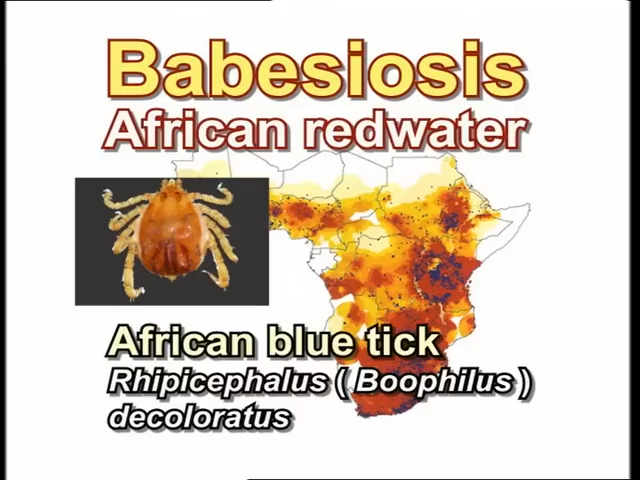 Babesiosis
African redwater
African blue tick
Rhipicephalus ( Boophilus )
decoloratus